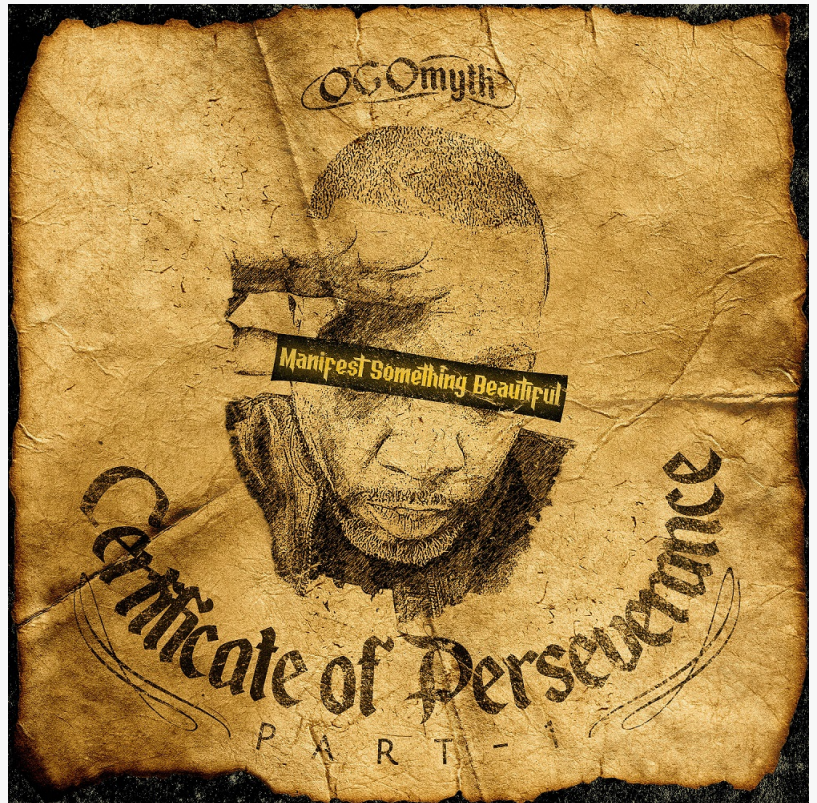 OGOmyth
Manifest Something Beautiful
Certificate of Perseverance
PART-1